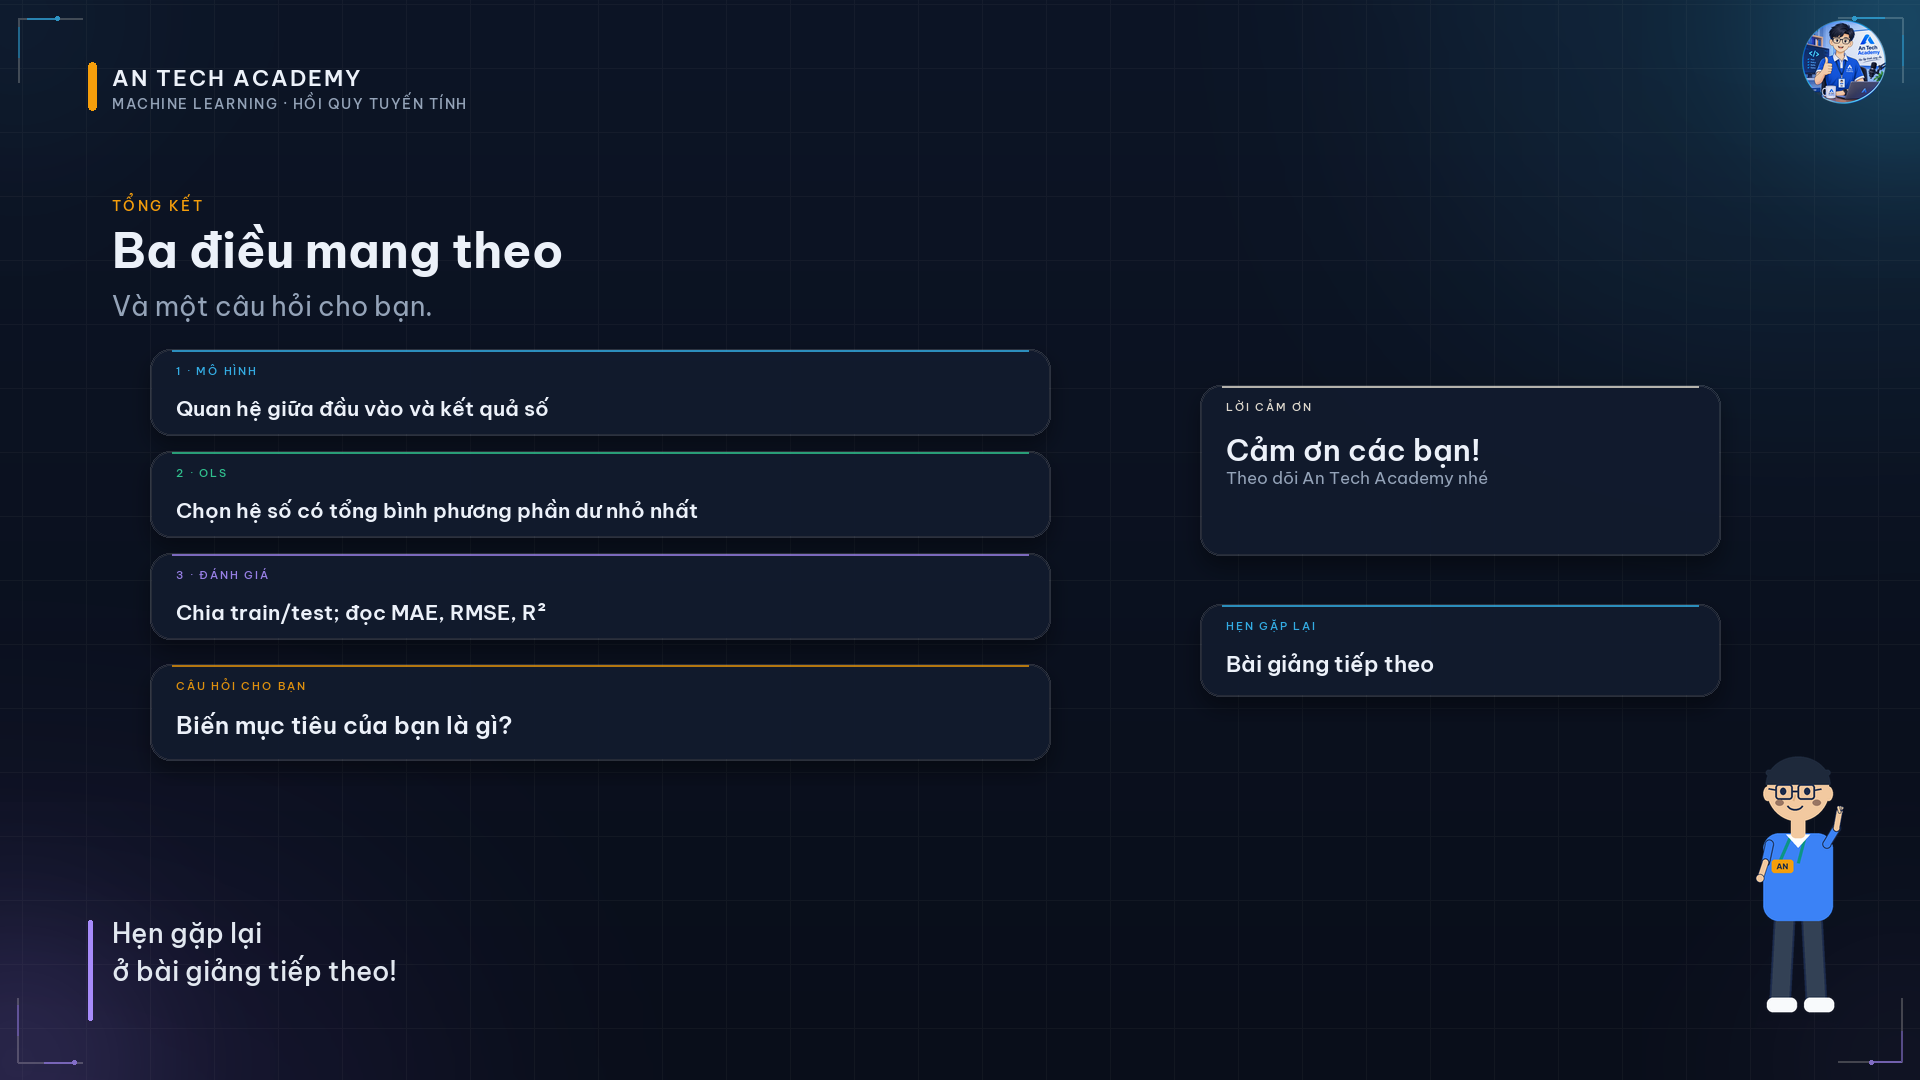 AN TECH ACADEMY
MACHINE LEARNING · HỒI QUY TUYẾN TÍNH
An Tech
Academy
TỔNG KẾT
Ba điều mang theo
Và một câu hỏi cho bạn.
1 · MÔ HÌNH
Quan hệ giữa đầu vào và kết quả số
2 · OLS
Chọn hệ số có tổng bình phương phần dư nhỏ nhất
3 · ĐÁNH GIÁ
Chia train/test; đọc MAE, RMSE, R²
CÂU HỎI CHO BẠN
Biến mục tiêu của bạn là gì?
LỜI CẢM ƠN
Cảm ơn các bạn!
Theo dõi An Tech Academy nhé
HẸN GẶP LẠI
Bài giảng tiếp theo
AN
Hẹn gặp lại
ở bài giảng tiếp theo!